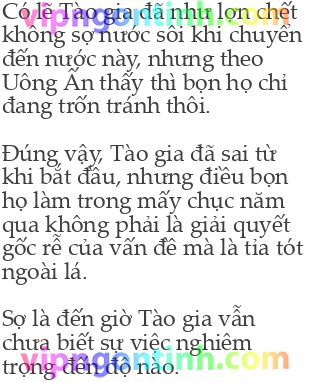 Có lẽ Tào gia đã như lợn chết
không sợ nước sôi khi chuyển
đến nước này, nhưng theo
Uông Ấn thấy thì bọn họ chỉ
đang trốn tránh thôi.

Đúng vậy, Tào gia đã sai từ
khi bắt đầu, nhưng điều bọn
họ làm trong mấy chục năm
qua không phải là giải quyết
gốc rễ của vấn đề mà là tỉa tót
ngoài lá.

Sợ là đến giờ Tào gia vẫn
chưa biết sự việc nghiêm
trọng đến độ nào.
vipngontinh.com
vipngontinh.com